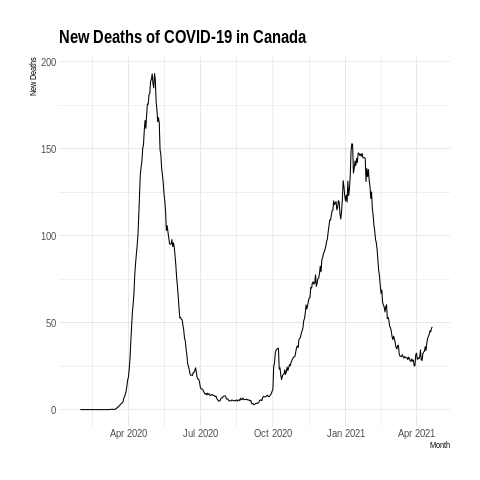 New Deaths of COVID-19 in Canada
New Deaths
200
150
100
50
0
Apr 2020 Jul 2020 Oct 2020 Jan 2021 Apr 2021
Month